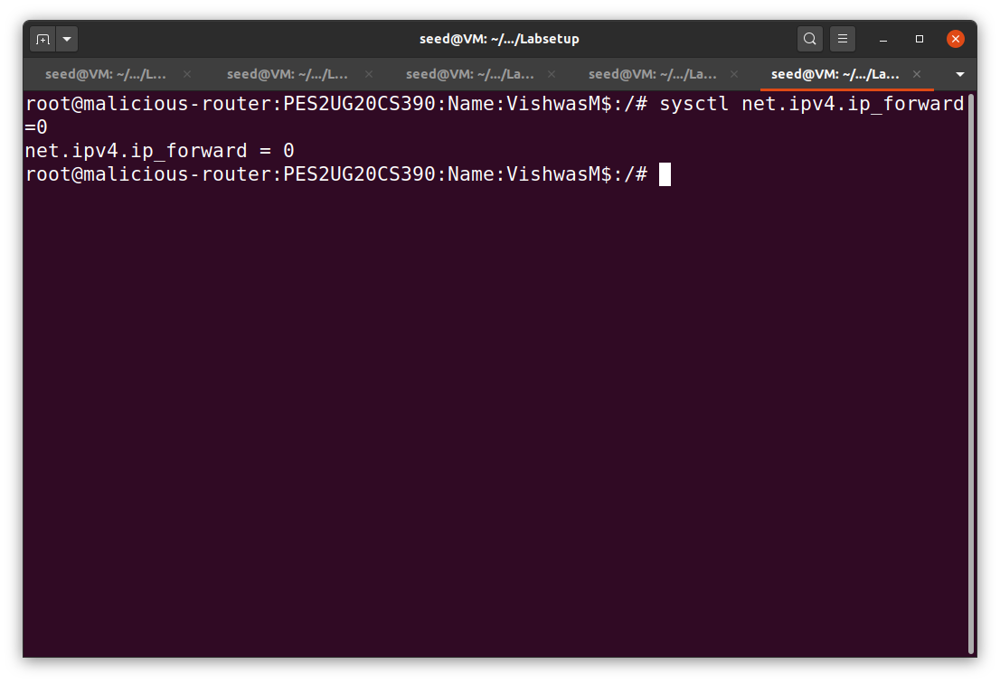 seed@VM: ~/.../Labsetup
seed@VM: ~/.../L... seed@VM: ~/.../L... seed@VM: ~/.../La... seed@VM: ~/.../La... seed@VM: ~/.../La...
root@malicious-router:PES2UG20CS390:Name:VishwasM$:/# sysctl net.ipv4.ip_forward
=0
net.ipv4.ip_forward = 0
root@malicious-router:PES2UG20CS390:Name:VishwasM$:/#